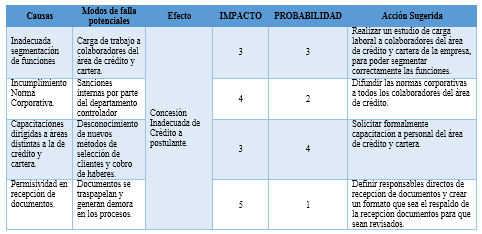 Causas
Modos de falla
potenciales
Efecto
IMPACTO
PROBABILIDAD
Acción Sugerida
Inadecuada
segmentación
de funciones
Carga de trabajo a
colaboradores del
área de crédito y
cartera.
3
3
Realizar un estudio de carga
laboral a colaboradores del área
de crédito y cartera de la empresa,
para poder segmentar
correctamente las funciones.
Incumplimiento
Norma
Corporativa.
Sanciones
internas por parte
del departamento
controlador
4
2
Difundir las normas corporativas
a todos los colaboradores del área
de crédito.
Concesión
Inadecuada de
Crédito a
postulante.
Capacitaciones
dirigidas a áreas
distintas a la de
crédito y
cartera.
Desconocimiento
de nuevos
métodos de
selección de
clientes y cobro
de haberes.
3
4
Solicitar formalmente
capacitación a personal del área
de crédito y cartera.
Permisividad en
recepción de
documentos.
Documentos se
traspapelan y
generan demora
en los procesos.
5
1
Definir responsables directos de
recepción de documentos y crear
un formato que sea el respaldo de
la recepción documentos para que
sean revisados.